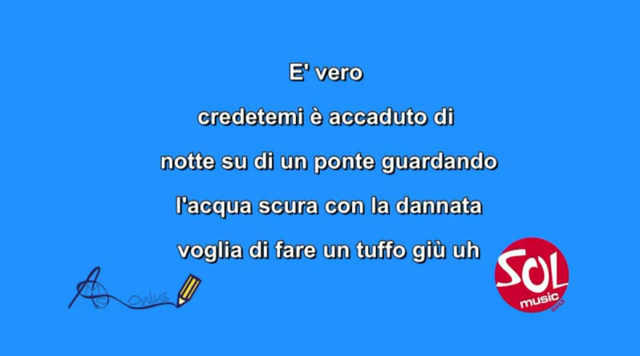 E' vero
credetemi è accaduto di
notte su di un ponte guardando
l'acqua scura con la dannata
voglia di fare un tuffo giù uh
SOL
music
ONLUS